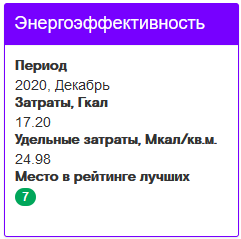 Энергоэффективность
Период
2020, Декабрь
Затраты, Гкал
17.20
Удельные затраты, Мкал/кв.м.
24.98
Место в рейтинге лучших
7